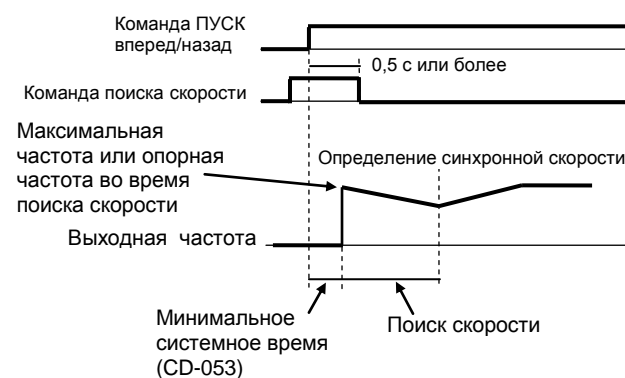 Команда ПУСК
вперед/назад
0,5 с или более
Команда поиска скорости
Максимальная
частота или опорная
частота во время
поиска скорости
Определение синхронной скорости
Выходная частота
Минимальное
системное время
(CD-053)
Поиск скорости